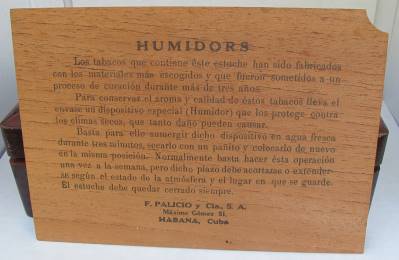 HUMIDORS
Los tabacos que contiene éste estuche han sido fabricados
con los materiales más escogidos y que fueron sometidos a un
proceso de curación durante más de tres años.
Para conservar el aroma y calidad de éstos tabacos lleva el
envase un dispositivo especial (Humidor) que los protege contra
los climas secos, que tanto daño pueden causar.
Basta para ello sumergir dicho dispositivo en agua fresca
durante tres minutos, secarlo con un pañito y colocarlo de nuevo
en la misma posición. Normalmente basta hacer ésta operación
una vez a la semana, pero dicho plazo debe acortarse o extender-
se según el estado de la atmósfera y el lugar en que se guarde.
El estuche debe quedar cerrado siempre.
F. PALICIO y Cia., S. A.
Máximo Gómez 51,
HABANA, Cuba